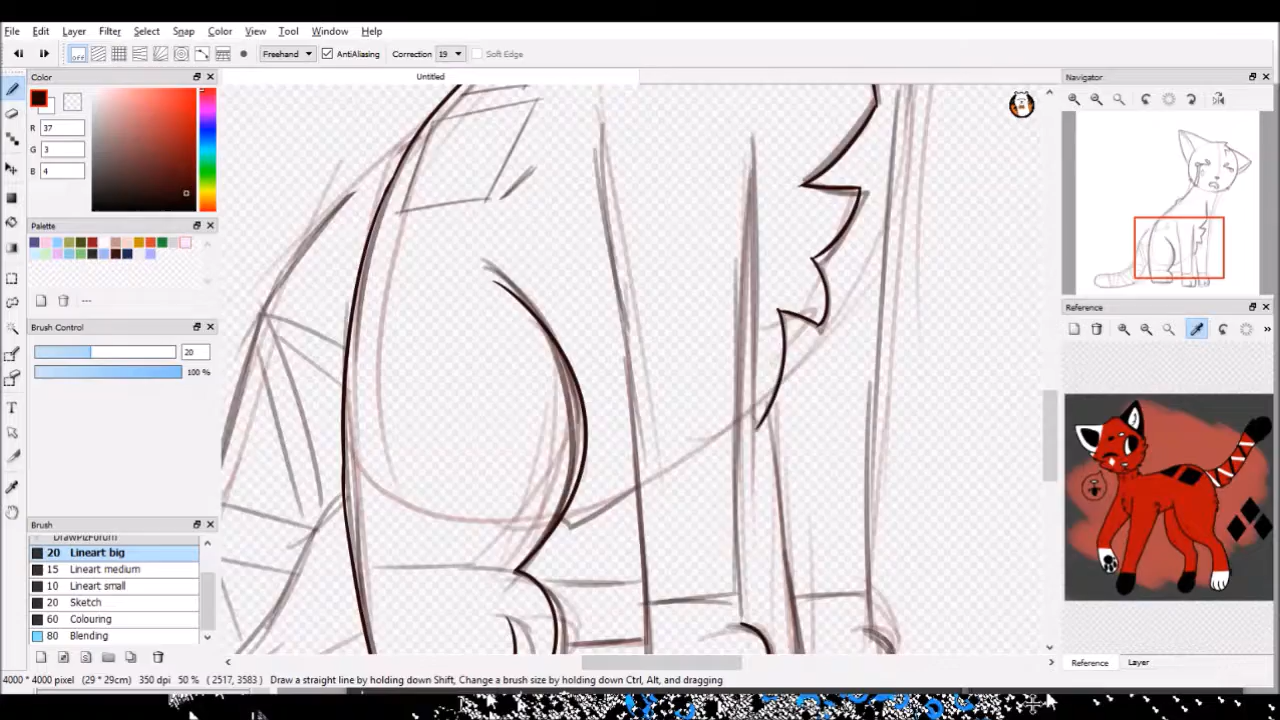 File Edit Layer Filter Select Snap Color View Tool Window Help
OFF Freehand AntiAliasing Correction 19 Soft Edge
Color
Untitled
Navigator
R 37
G 3
B 4
Palette
Reference
Brush Control
20
100 %
Brush
20 Lineart big
15 Lineart medium
10 Lineart small
20 Sketch
60 Colouring
80 Blending
Reference Layer
4000 * 4000 pixel (29 * 29cm) 350 dpi 50 % ( 2517, 3583 ) Draw a straight line by holding down Shift, Change a brush size by holding down Ctrl, Alt, and dragging